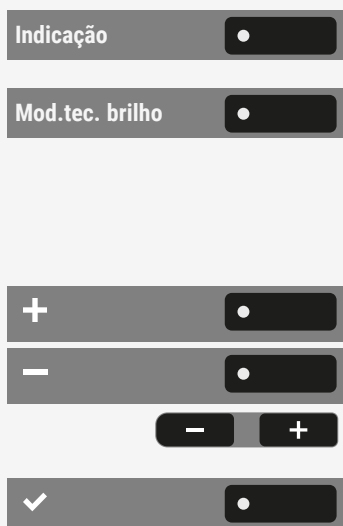 Indicação
Mod.tec. brilho
+
−
− +